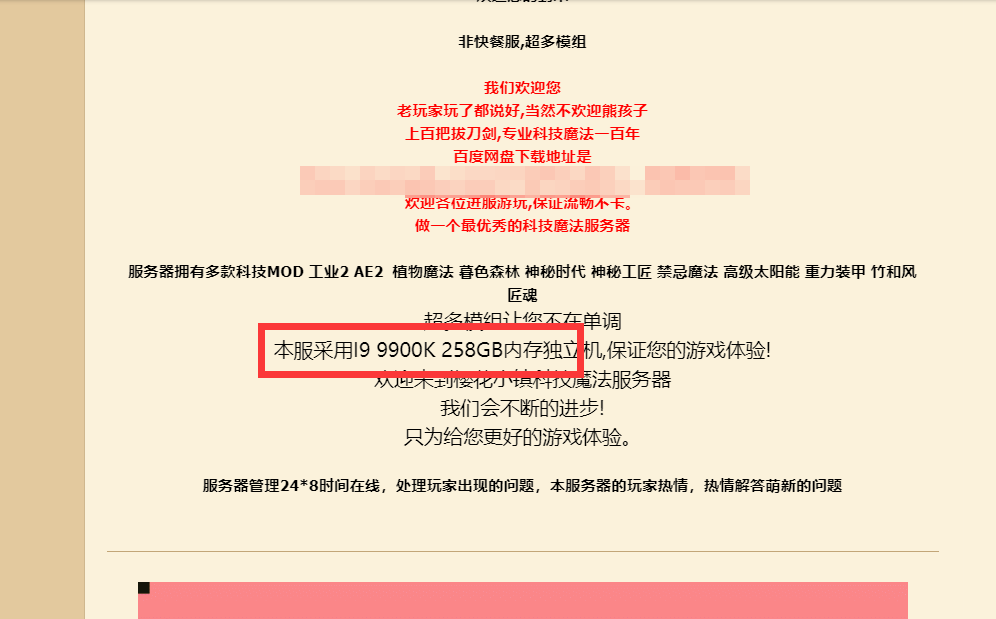 非快餐服,超多模组
我们欢迎您
老玩家玩了都说好,当然不欢迎熊孩子
上百把拔刀剑,专业科技魔法一百年
百度网盘下载地址是
欢迎各位进服游玩,保证流畅不卡。
做一个最优秀的科技魔法服务器
服务器拥有多款科技MOD 工业2 AE2 植物魔法 暮色森林 神秘时代 神秘工匠 禁忌魔法 高级太阳能 重力装甲 竹和风
匠魂
超多模组让您不在单调
本服采用I9 9900K 258GB内存独立机,保证您的游戏体验!
欢迎来到樱花小镇科技魔法服务器
我们会不断的进步!
只为给您更好的游戏体验。
服务器管理24*8时间在线，处理玩家出现的问题，本服务器的玩家热情，热情解答萌新的问题